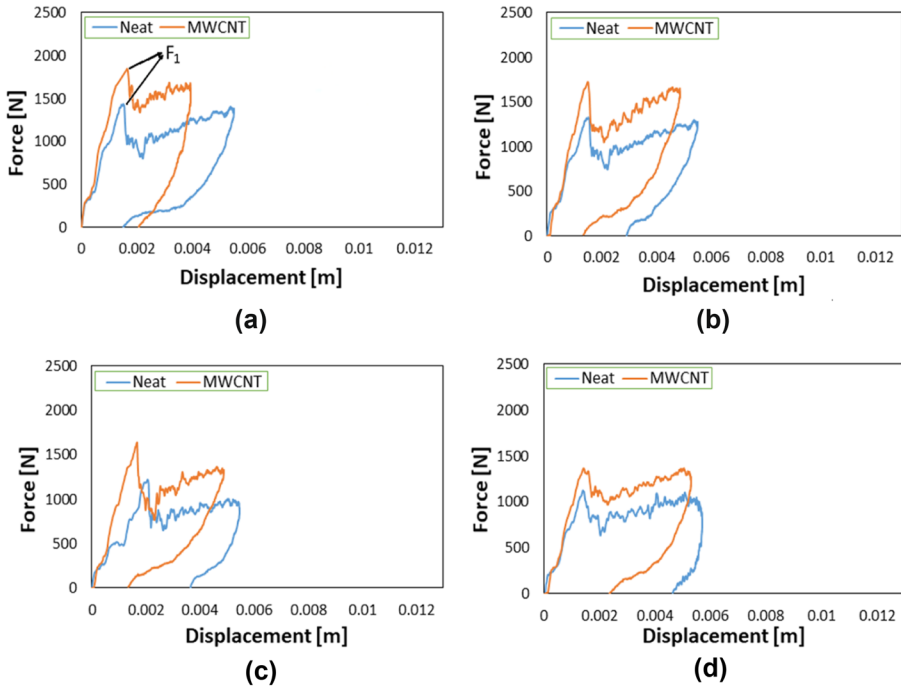 2500
Neat MWCNT
F1
2000
1500
1000
500
0
Force [N]
0 0.002 0.004 0.006 0.008 0.01 0.012
Displacement [m]
(a)
2500
Neat MWCNT
2000
1500
1000
500
0
Force [N]
0 0.002 0.004 0.006 0.008 0.01 0.012
Displacement [m]
(b)
2500
Neat MWCNT
2000
1500
1000
500
0
Force [N]
0 0.002 0.004 0.006 0.008 0.01 0.012
Displacement [m]
(c)
2500
Neat MWCNT
2000
1500
1000
500
0
Force [N]
0 0.002 0.004 0.006 0.008 0.01 0.012
Displacement [m]
(d)